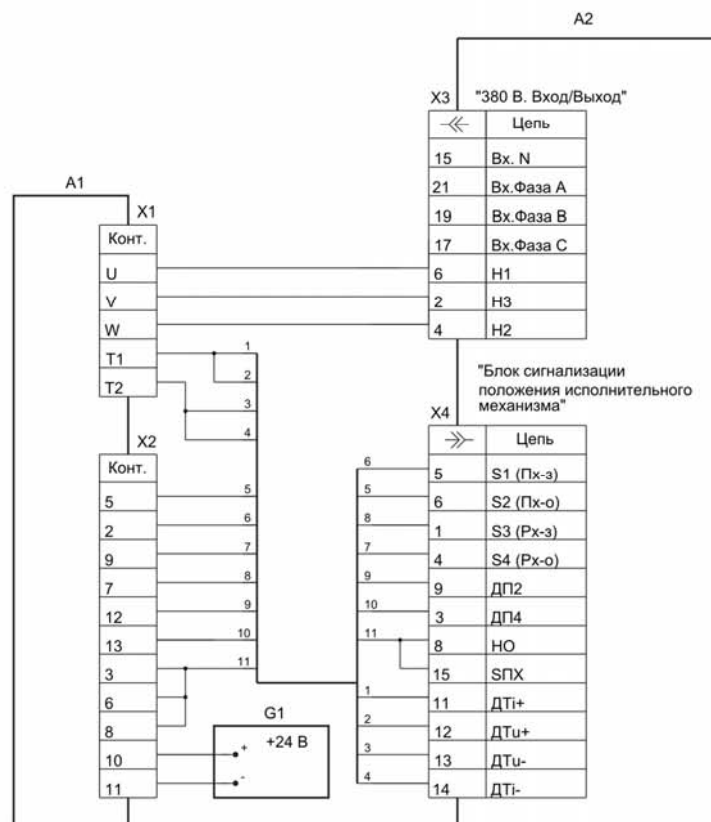 A2
X3 "380 В. Вход/Выход"
Цепь
15 Вх. N
21 Вх.Фаза A
19 Вх.Фаза B
17 Вх.Фаза C
6 H1
2 H3
4 H2
A1
X1
Конт.
U
V
W
T1
T2
1
2
3
4
"Блок сигнализации
положения исполнительного
механизма"
X4
Цепь
6 5 S1 (Пх-з)
5 6 S2 (Пх-о)
8 1 S3 (Рх-з)
7 4 S4 (Рх-о)
9 9 ДП2
10 3 ДП4
11 8 НО
15 SПХ
1 11 ДТi+
2 12 ДТu+
3 13 ДТu-
4 14 ДТi-
X2
Конт.
5 5
2 6
9 7
7 8
12 9
13 10
3 11
6
8
10
11
G1
+24 В
+
-